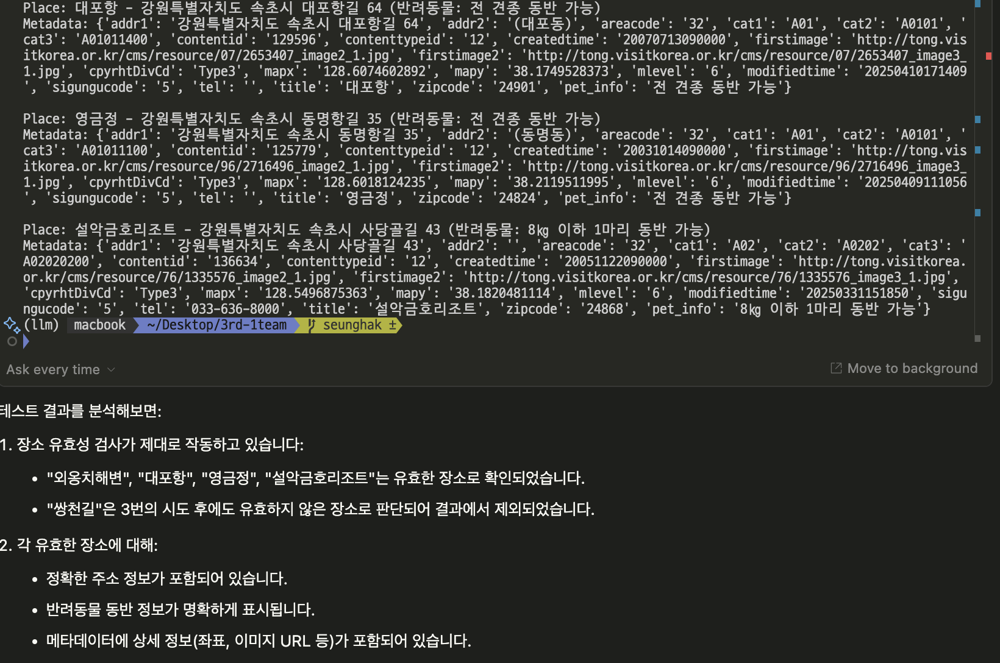 Place: 대포항 - 강원특별자치도 속초시 대포항길 64 (반려동물: 전 견종 동반 가능)
Metadata: {'addr1': '강원특별자치도 속초시 대포항길 64', 'addr2': '(대포동)', 'areacode': '32', 'cat1': 'A01', 'cat2': 'A0101', '
cat3': 'A01011400', 'contentid': '129596', 'contenttypeid': '12', 'createdtime': '20070713090000', 'firstimage': 'http://tong.vis
itkorea.or.kr/cms/resource/07/2653407_image2_1.jpg', 'firstimage2': 'http://tong.visitkorea.or.kr/cms/resource/07/2653407_image3_
1.jpg', 'cpyrhtDivCd': 'Type3', 'mapx': '128.6074602892', 'mapy': '38.1749528373', 'mlevel': '6', 'modifiedtime': '20250410171409
', 'sigungucode': '5', 'tel': '', 'title': '대포항', 'zipcode': '24901', 'pet_info': '전 견종 동반 가능'}
Place: 영금정 - 강원특별자치도 속초시 동명항길 35 (반려동물: 전 견종 동반 가능)
Metadata: {'addr1': '강원특별자치도 속초시 동명항길 35', 'addr2': '(동명동)', 'areacode': '32', 'cat1': 'A01', 'cat2': 'A0101', '
cat3': 'A01011100', 'contentid': '125779', 'contenttypeid': '12', 'createdtime': '20031014090000', 'firstimage': 'http://tong.vis
itkorea.or.kr/cms/resource/96/2716496_image2_1.jpg', 'firstimage2': 'http://tong.visitkorea.or.kr/cms/resource/96/2716496_image3_
1.jpg', 'cpyrhtDivCd': 'Type3', 'mapx': '128.6018124235', 'mapy': '38.2119511995', 'mlevel': '6', 'modifiedtime': '20250409111056
', 'sigungucode': '5', 'tel': '', 'title': '영금정', 'zipcode': '24824', 'pet_info': '전 견종 동반 가능'}
Place: 설악금호리조트 - 강원특별자치도 속초시 사당골길 43 (반려동물: 8㎏ 이하 1마리 동반 가능)
Metadata: {'addr1': '강원특별자치도 속초시 사당골길 43', 'addr2': '', 'areacode': '32', 'cat1': 'A02', 'cat2': 'A0202', 'cat3': '
A02020200', 'contentid': '136634', 'contenttypeid': '12', 'createdtime': '20051122090000', 'firstimage': 'http://tong.visitkorea.
or.kr/cms/resource/76/1335576_image2_1.jpg', 'firstimage2': 'http://tong.visitkorea.or.kr/cms/resource/76/1335576_image3_1.jpg',
'cpyrhtDivCd': 'Type3', 'mapx': '128.5496875363', 'mapy': '38.1820481114', 'mlevel': '6', 'modifiedtime': '20250331151850', 'sigu
ngucode': '5', 'tel': '033-636-8000', 'title': '설악금호리조트', 'zipcode': '24868', 'pet_info': '8㎏ 이하 1마리 동반 가능'}
(llm) macbook ~/Desktop/3rd-1team seunghak ±
Ask every time
Move to background
테스트 결과를 분석해보면:
1. 장소 유효성 검사가 제대로 작동하고 있습니다:
• "외옹치해변", "대포항", "영금정", "설악금호리조트"는 유효한 장소로 확인되었습니다.
• "쌍천길"은 3번의 시도 후에도 유효하지 않은 장소로 판단되어 결과에서 제외되었습니다.
2. 각 유효한 장소에 대해:
• 정확한 주소 정보가 포함되어 있습니다.
• 반려동물 동반 정보가 명확하게 표시됩니다.
• 메타데이터에 상세 정보(좌표, 이미지 URL 등)가 포함되어 있습니다.